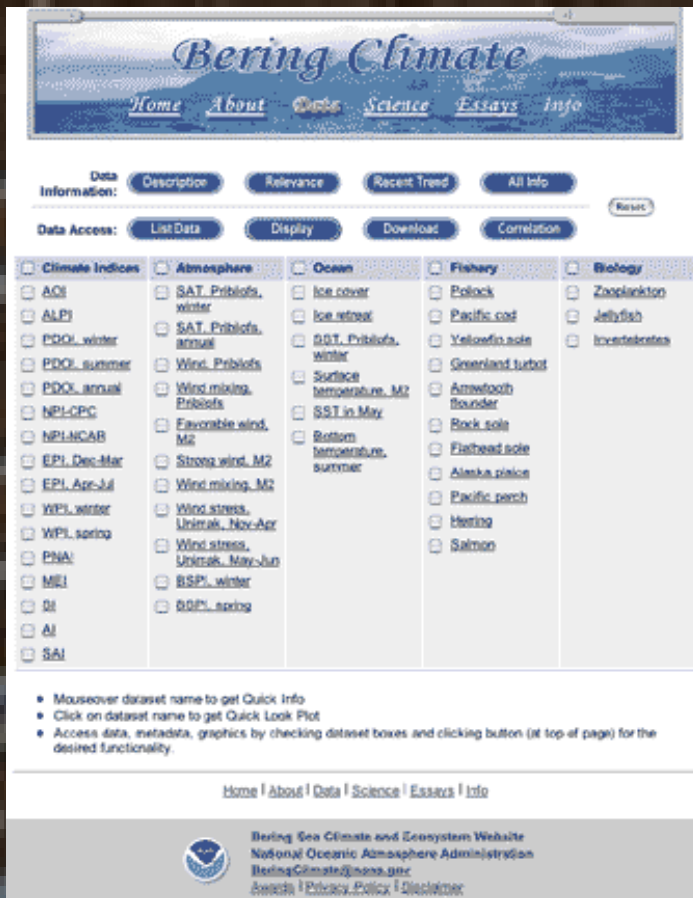 Bering Climate
Home About Data Science Essays Info
Data Information: Description Relevance Recent Trend All Info
Reset
Data Access: List Data Display Download Correlation
Climate Indices
AOI
ALPI
PDOI, winter
PDOI, summer
PDOI, annual
NPI-CPC
NPI-NCAR
EPI, Dec-Mar
EPI, Apr-Jul
WPI, winter
WPI, spring
PNAI
MEI
SI
AI
SAI
Atmosphere
SAT, Pribilofs,
winter
SAT, Pribilofs,
annual
Wind, Pribilofs
Wind mixing,
Pribilofs
Favorable wind,
M2
Strong wind, M2
Wind mixing, M2
Wind stress,
Unimak, Nov-Apr
Wind stress,
Unimak, May-Jun
BSPI, winter
BSPI, spring
Ocean
Ice cover
Ice retreat
SST, Pribilofs,
winter
Surface
temperature, M2
SST in May
Bottom
temperature,
summer
Fishery
Pollock
Pacific cod
Yellowfin sole
Greenland turbot
Arrowtooth
flounder
Rock sole
Flathead sole
Alaska plaice
Pacific perch
Herring
Salmon
Biology
Zooplankton
Jellyfish
Invertebrates
Mouseover dataset name to get Quick Info
Click on dataset name to get Quick Look Plot
Access data, metadata, graphics by checking dataset boxes and clicking button (at top of page) for the
desired functionality.
Home | About | Data | Science | Essays | Info
Bering Sea Climate and Ecosystem Website
National Oceanic Atmosphere Administration
BeringClimate@noaa.gov
Awards | Privacy Policy | Disclaimer